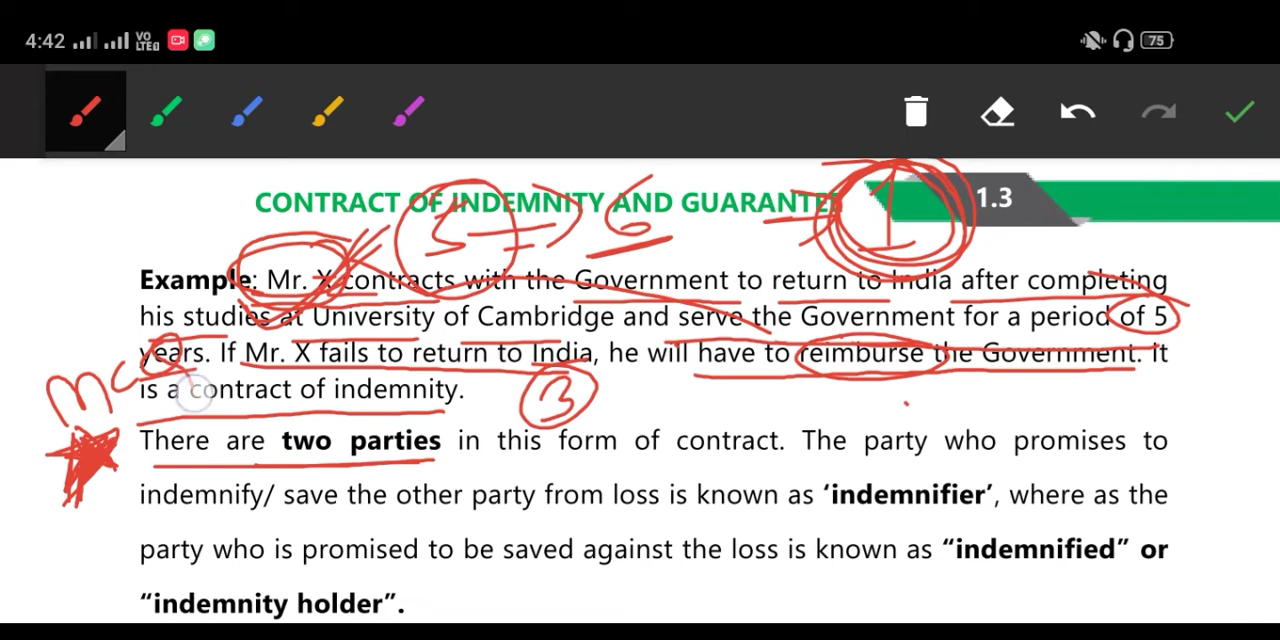 4:42 VO LTE 75
CONTRACT OF INDEMNITY AND GUARANTEE 1.3
5 → 6 → 1
Example: Mr. X contracts with the Government to return to India after completing
his studies at University of Cambridge and serve the Government for a period of 5
years. If Mr. X fails to return to India, he will have to reimburse the Government. It
is a contract of indemnity.
MCQ
3
There are two parties in this form of contract. The party who promises to
indemnify/ save the other party from loss is known as ‘indemnifier’, where as the
party who is promised to be saved against the loss is known as “indemnified” or
“indemnity holder”.